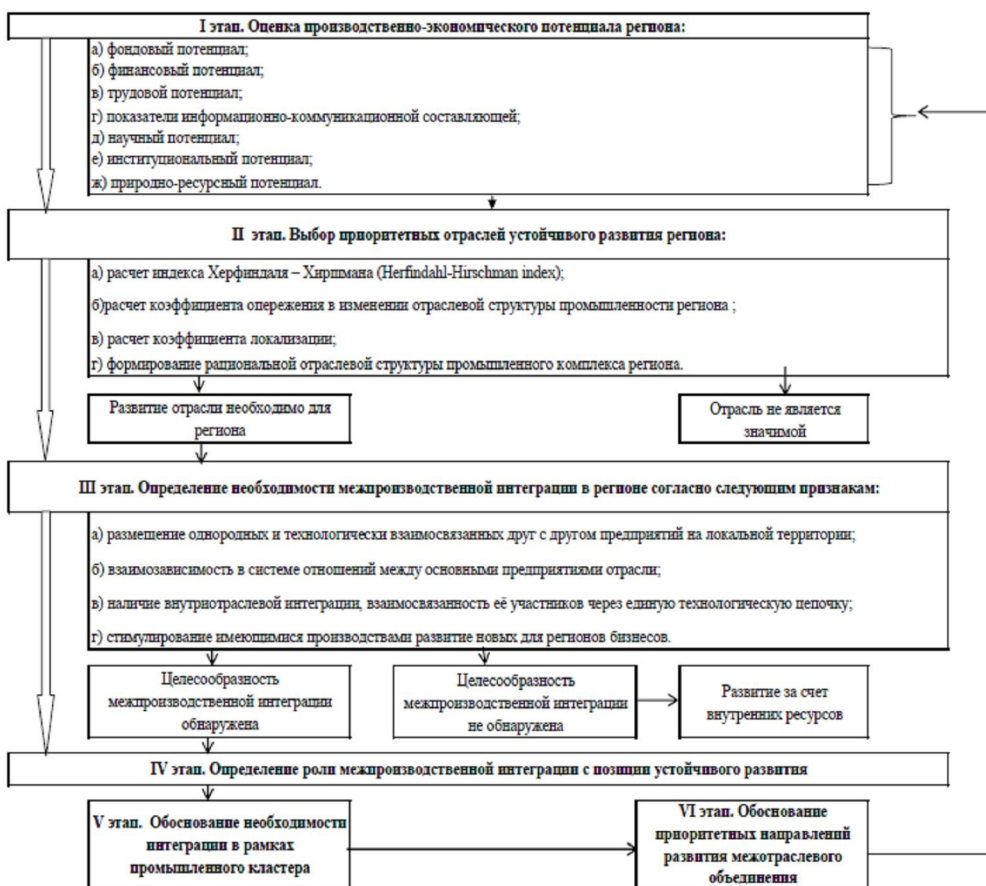 I этап. Оценка производственно-экономического потенциала региона:
а) фондовый потенциал;
б) финансовый потенциал;
в) трудовой потенциал;
г) показатели информационно-коммуникационной составляющей;
д) научный потенциал;
е) институциональный потенциал;
ж) природно-ресурсный потенциал.
II этап. Выбор приоритетных отраслей устойчивого развития региона:
а) расчет индекса Херфиндаля – Хиршмана (Herfindahl-Hirschman index);
б)расчет коэффициента опережения в изменении отраслевой структуры промышленности региона ;
в) расчет коэффициента локализации;
г) формирование рациональной отраслевой структуры промышленного комплекса региона.
Развитие отрасли необходимо для
региона
Отрасль не является
значимой
III этап. Определение необходимости межпроизводственной интеграции в регионе согласно следующим признакам:
а) размещение однородных и технологически взаимосвязанных друг с другом предприятий на локальной территории;
б) взаимозависимость в системе отношений между основными предприятиями отрасли;
в) наличие внутриотраслевой интеграции, взаимосвязанность её участников через единую технологическую цепочку;
г) стимулирование имеющимися производствами развитие новых для регионов бизнесов.
Целесообразность
межпроизводственной интеграции
обнаружена
Целесообразность
межпроизводственной интеграции
не обнаружена
Развитие за счет
внутренних ресурсов
IV этап. Определение роли межпроизводственной интеграции с позиции устойчивого развития
V этап. Обоснование необходимости
интеграции в рамках
промышленного кластера
VI этап. Обоснование
приоритетных направлений
развития межотраслевого
объединения